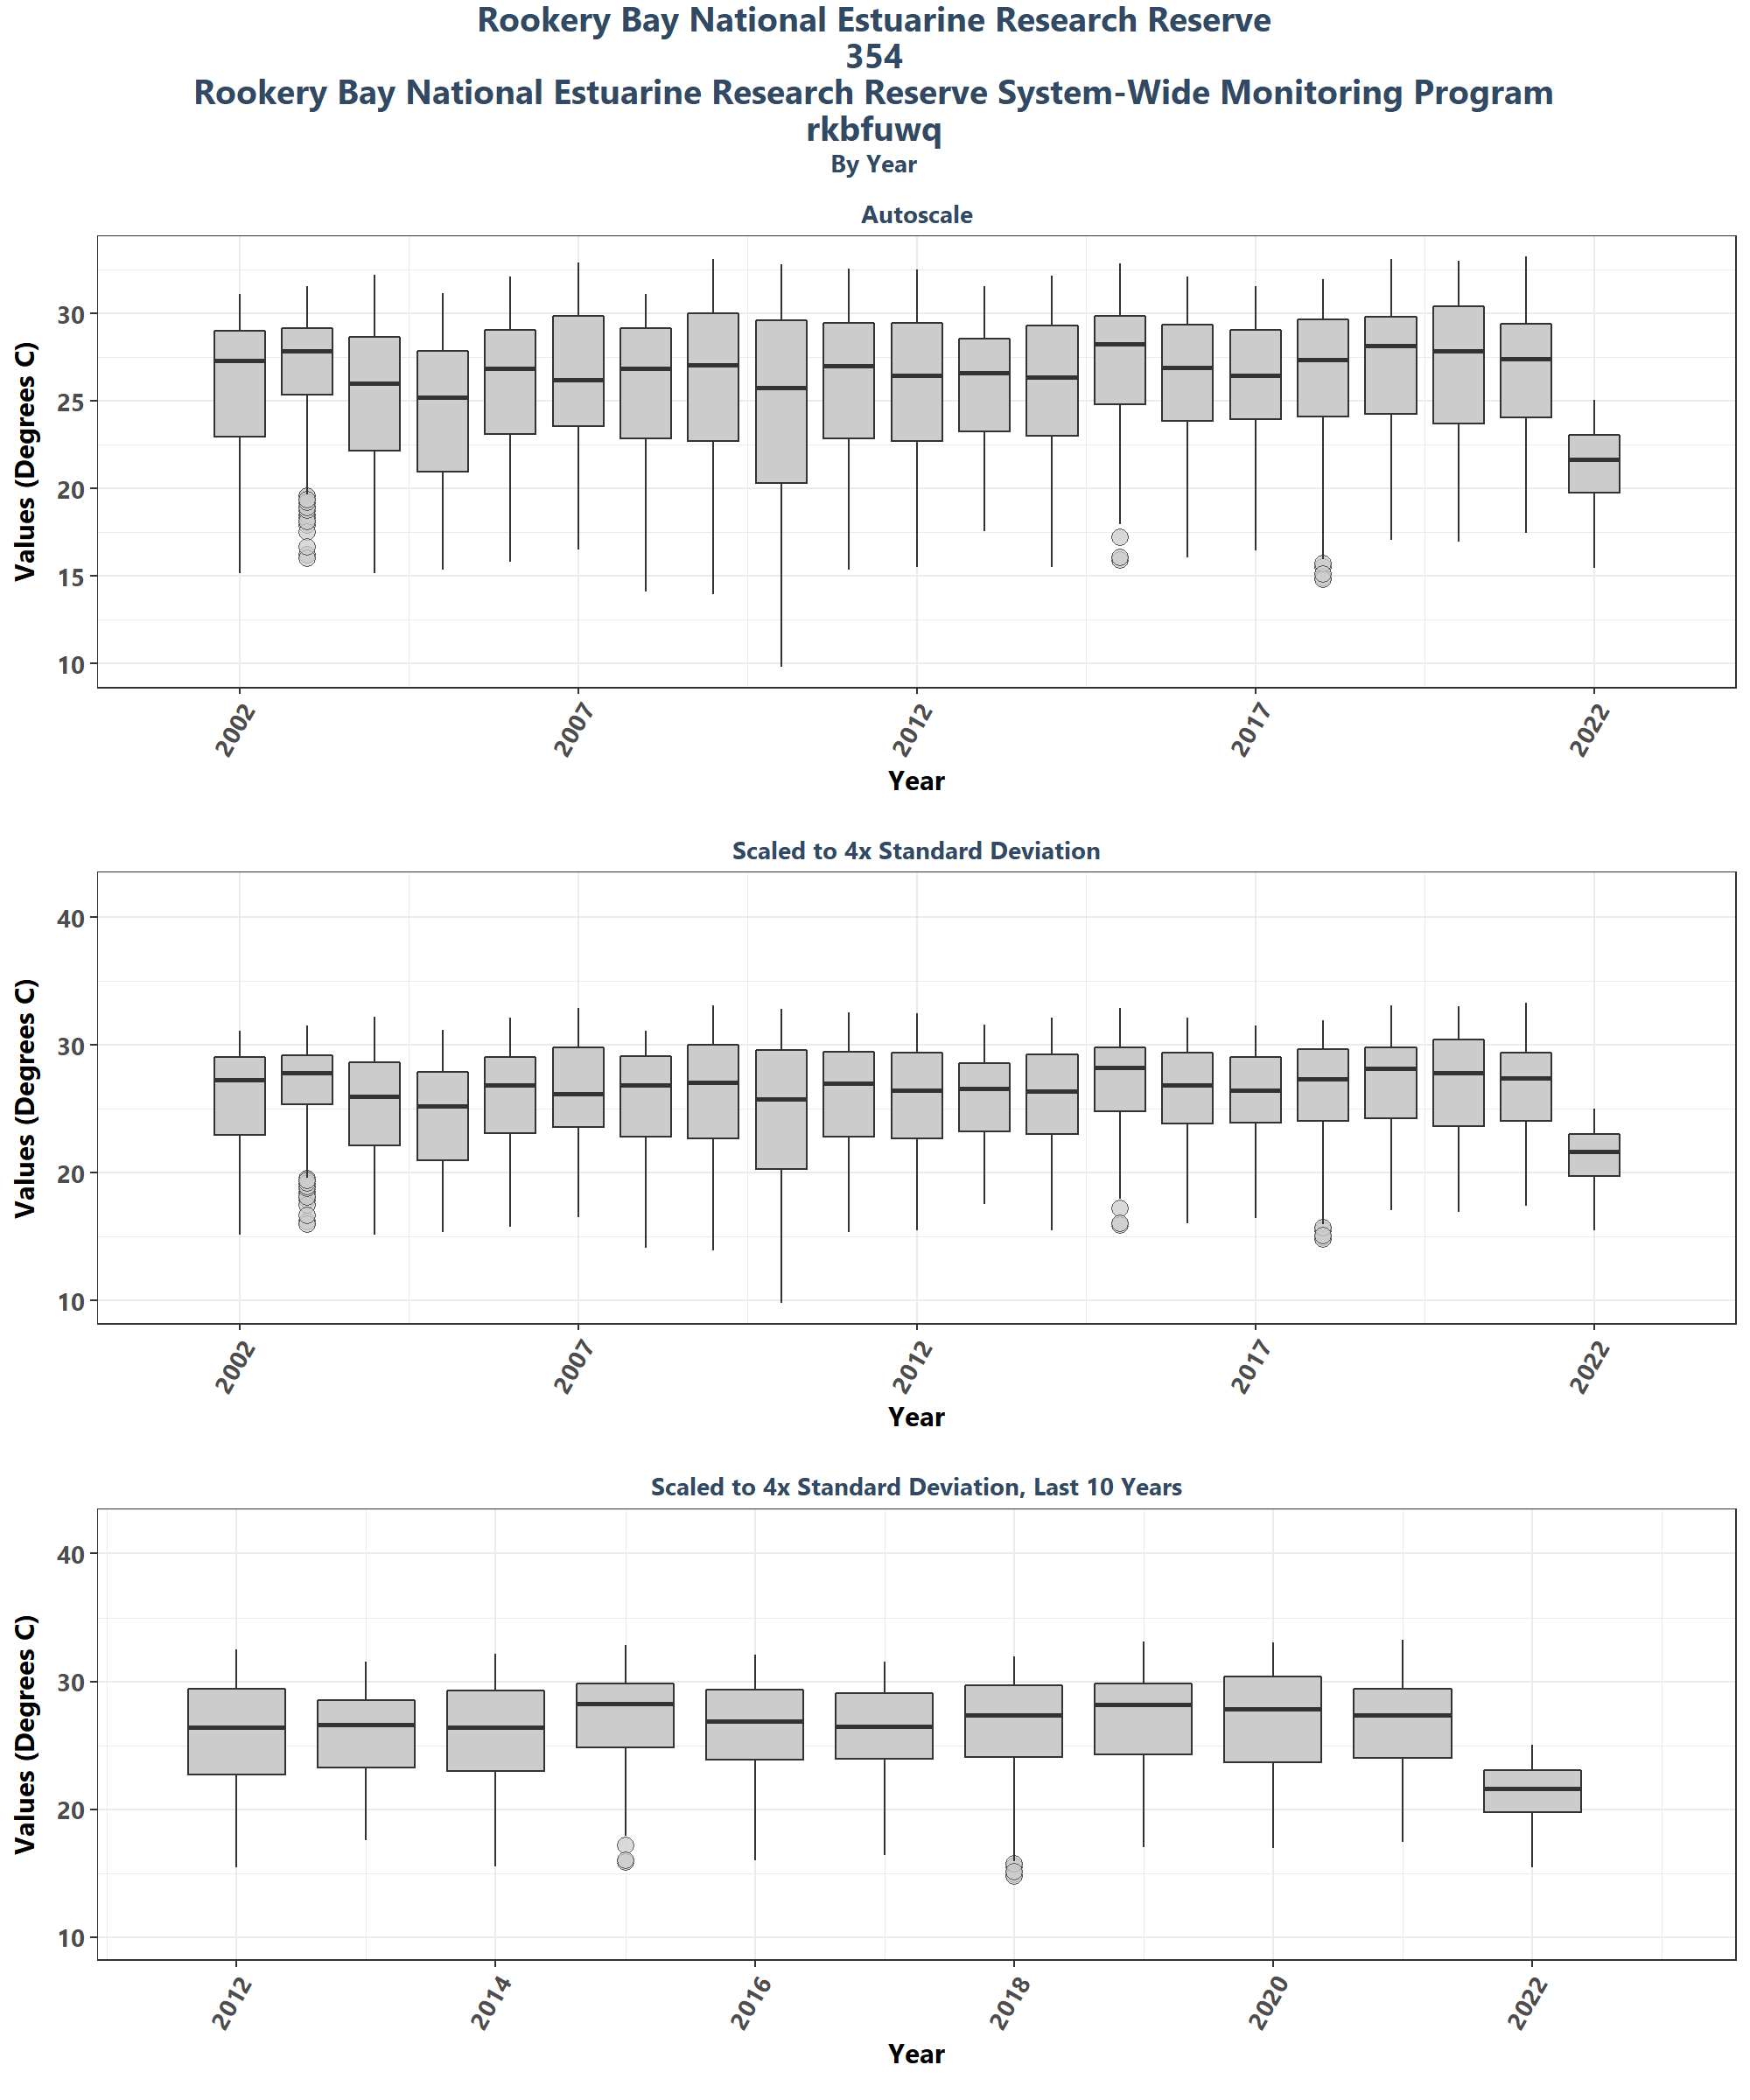 Rookery Bay National Estuarine Research Reserve
354
Rookery Bay National Estuarine Research Reserve System-Wide Monitoring Program
rkbfuwq
By Year
Autoscale
Values (Degrees C)
30
25
20
15
10
2002
2007
2012
2017
2022
Year
Scaled to 4x Standard Deviation
Values (Degrees C)
40
30
20
10
2002
2007
2012
2017
2022
Year
Scaled to 4x Standard Deviation, Last 10 Years
Values (Degrees C)
40
30
20
10
2012
2014
2016
2018
2020
2022
Year